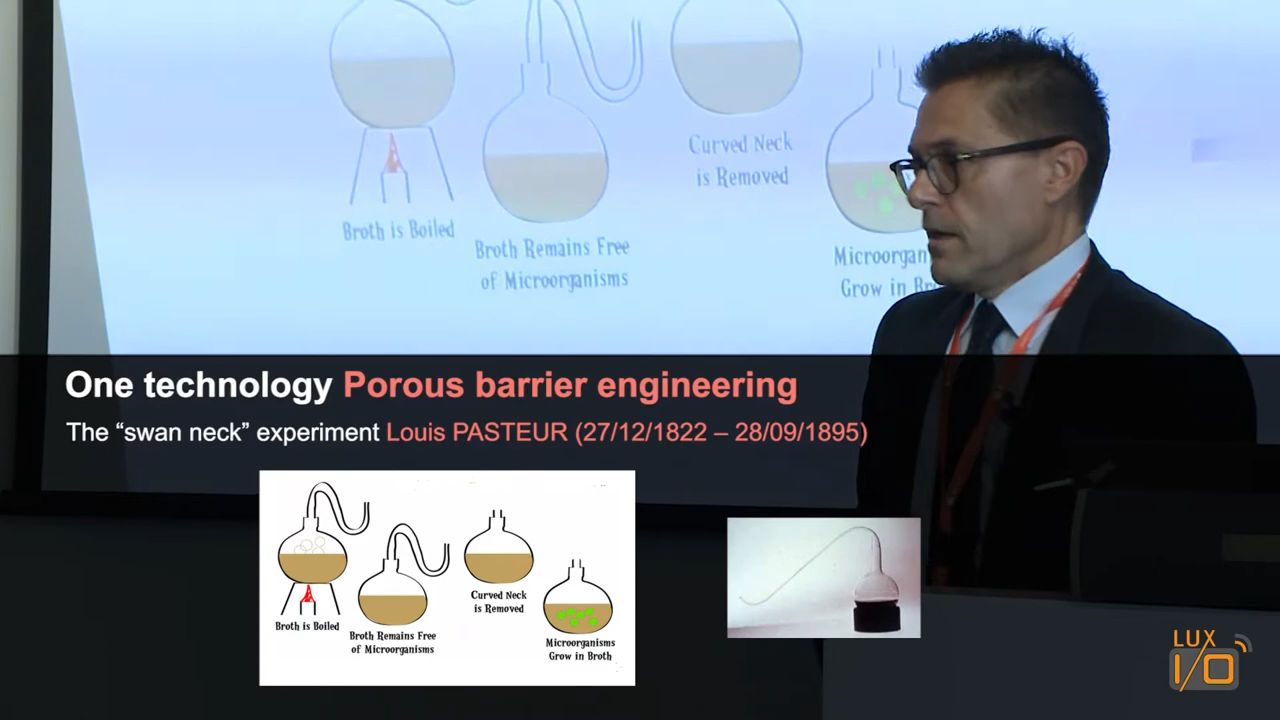 Broth is Boiled
Broth Remains Free
of Microorganisms
Curved Neck
is Removed
Microorgan
Grow in Br
One technology Porous barrier engineering
The “swan neck” experiment Louis PASTEUR (27/12/1822 – 28/09/1895)
Broth is Boiled
Broth Remains Free
of Microorganisms
Curved Neck
is Removed
Microorganisms
Grow in Broth
LUX
I/O